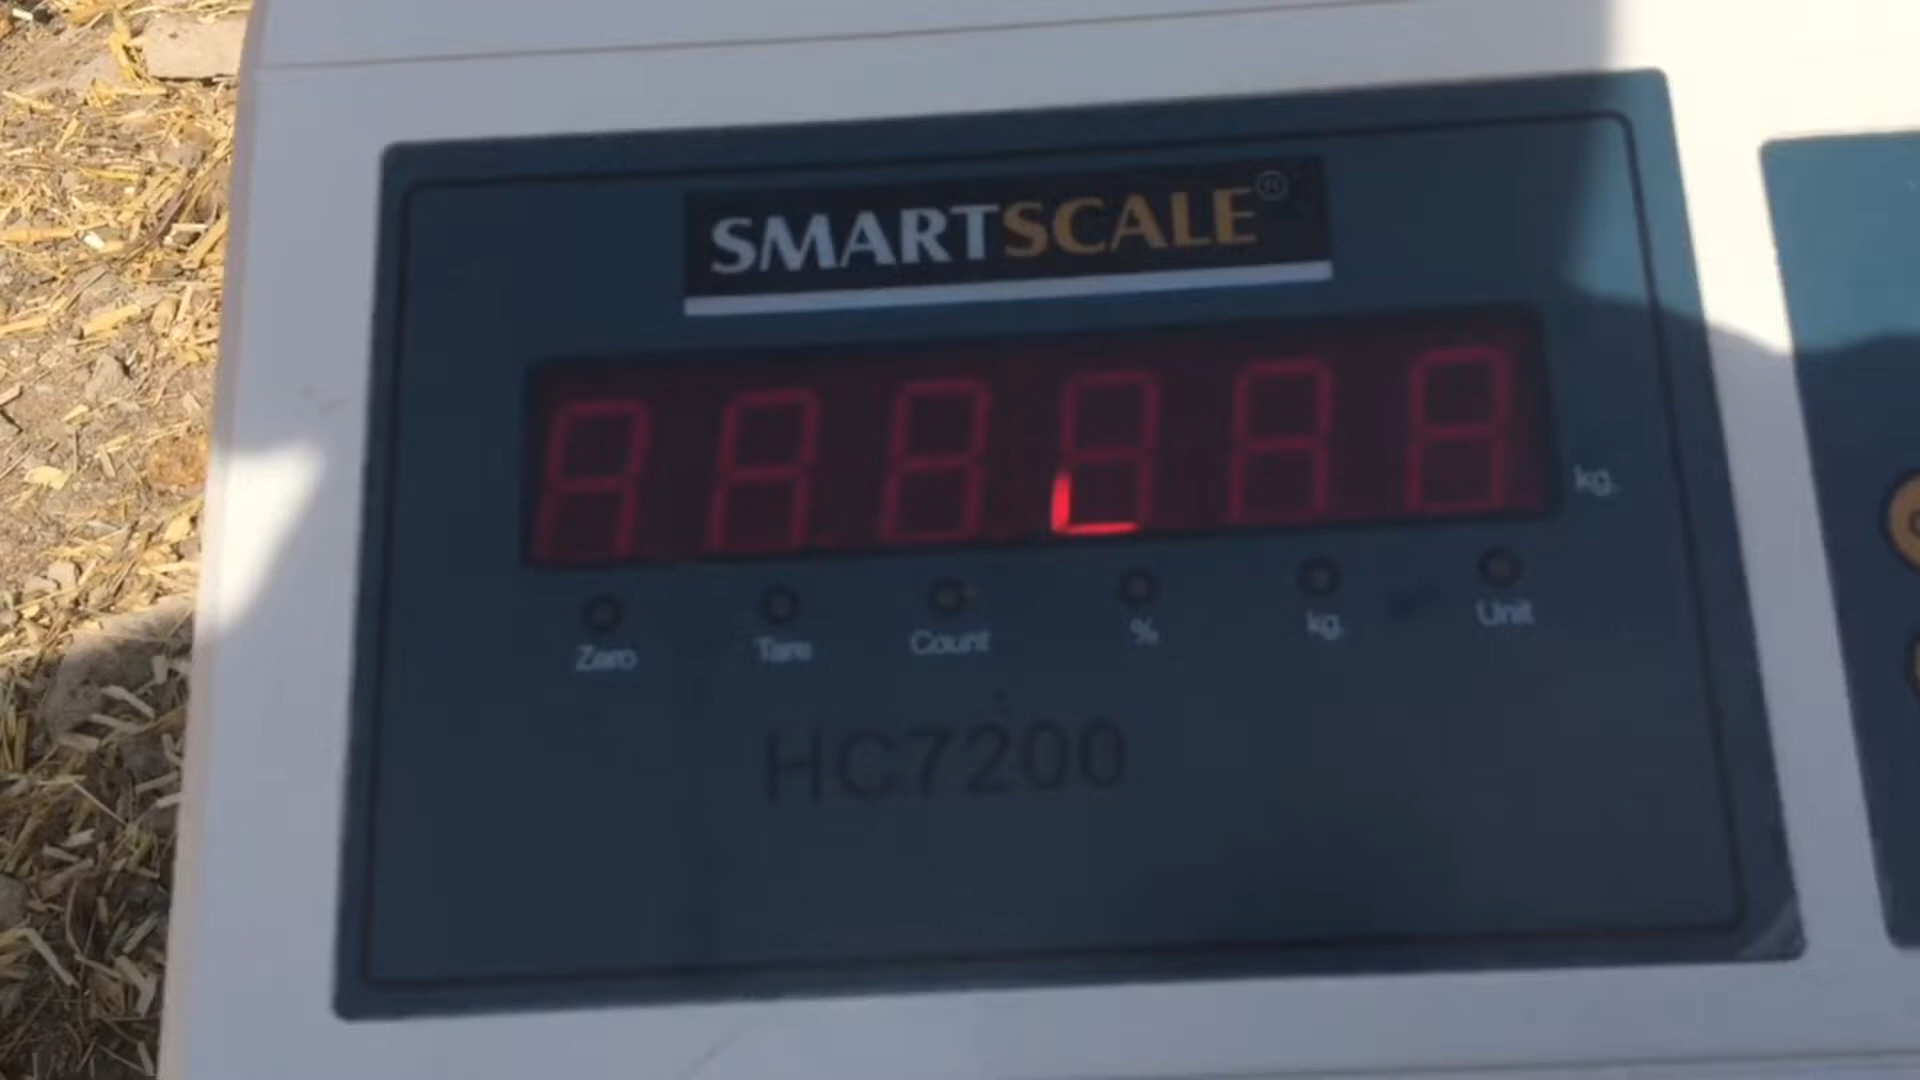 SMARTSCALE®
kg.
Zero Tare Count % kg. Unit
HC7200